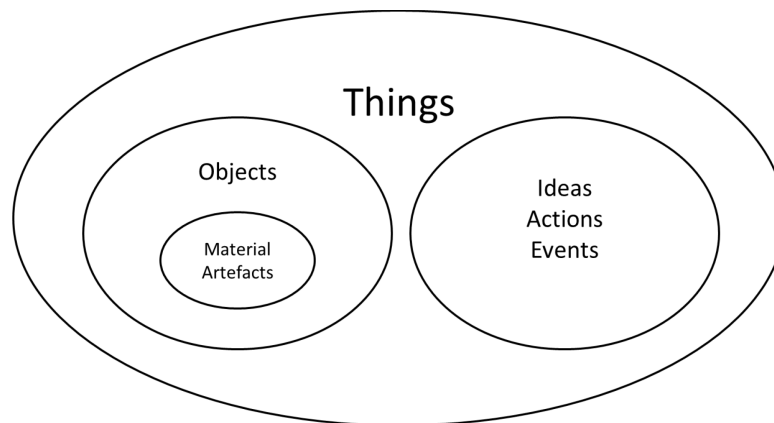 Things
Objects
Material
Artefacts
Ideas
Actions
Events